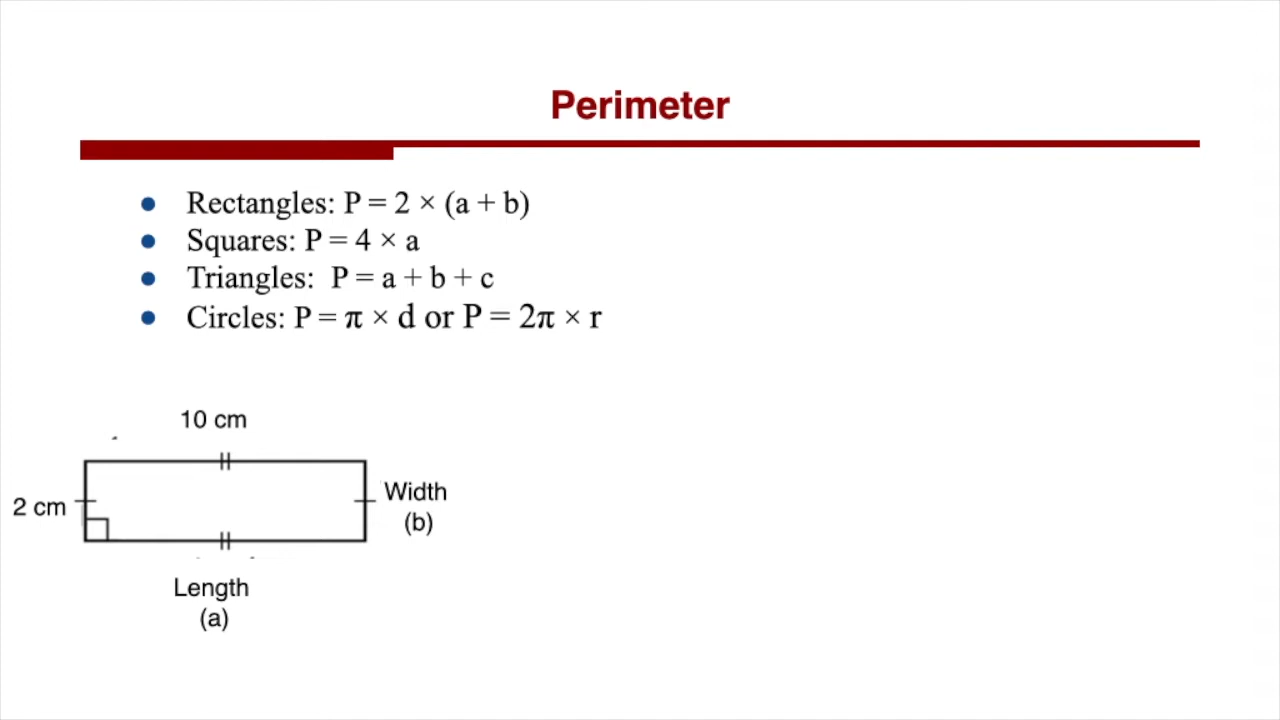 Perimeter
● Rectangles: P = 2 × (a + b)
● Squares: P = 4 × a
● Triangles: P = a + b + c
● Circles: P = π × d or P = 2π × r
10 cm
2 cm
Width
(b)
Length
(a)